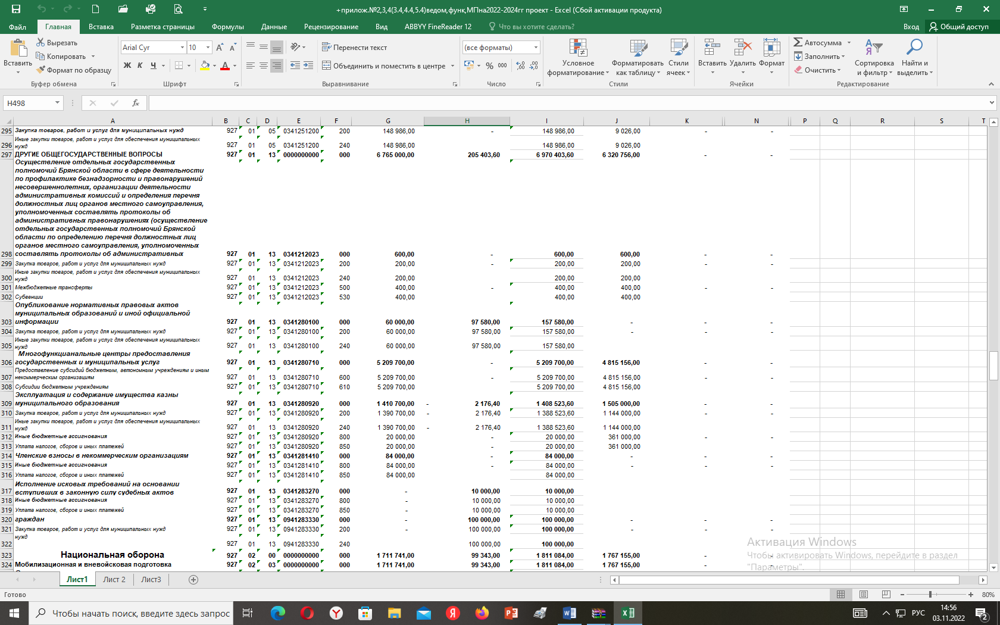 +прилож.№2,3,4(3.4,4.4,5.4)ведом,функ,МПна2022-2024гг проект - Excel (Сбой активации продукта)
Файл Главная Вставка Разметка страницы Формулы Данные Рецензирование Вид ABBYY FineReader 12 Что вы хотите сделать? Вход Общий доступ
Вставить
Вырезать
Копировать
Формат по образцу
Буфер обмена
Arial Cyr 10
Ж К Ч
Шрифт
Перенести текст
Объединить и поместить в центре
Выравнивание
(все форматы)
% 000
Число
Условное форматирование
Форматировать как таблицу
Стили ячеек
Стили
Вставить Удалить Формат
Ячейки
Автосумма
Заполнить
Очистить
Сортировка и фильтр
Найти и выделить
Редактирование
H498 fx
A B C D E F G H I J K N P Q R S T
295 Закупка товаров, работ и услуг для муниципальных нужд 927 01 05 0341251200 200 148 986,00 - 148 986,00 9 026,00 - -
Иные закупки товаров, работ и услуг для обеспечения муниципальных
296 нужд 927 01 05 0341251200 240 148 986,00 148 986,00 9 026,00
297 ДРУГИЕ ОБЩЕГОСУДАРСТВЕННЫЕ ВОПРОСЫ 927 01 13 0000000000 000 6 765 000,00 205 403,60 6 970 403,60 6 320 756,00 - -
Осуществление отдельных государственных
полномочий Брянской области в сфере деятельности
по профилактике безнадзорности и правонарушений
несовершеннолетних, организации деятельности
административных комиссий и определения перечня
должностных лиц органов местного самоуправления,
уполномоченных составлять протоколы об
административных правонарушениях (осуществление
отдельных государственных полномочий Брянской
области по определению перечня должностных лиц
органов местного самоуправления, уполномоченных
298 составлять протоколы об административных 927 01 13 0341212023 000 600,00 - 600,00 600,00 - -
299 Закупка товаров, работ и услуг для муниципальных нужд 927 01 13 0341212023 200 200,00 - 200,00 200,00 - -
Иные закупки товаров, работ и услуг для обеспечения муниципальных
300 нужд 927 01 13 0341212023 240 200,00 200,00 200,00
301 Межбюджетные трансферты 927 01 13 0341212023 500 400,00 - 400,00 400,00 - -
302 Субвенции 927 01 13 0341212023 530 400,00 400,00 400,00
Опубликование нормативных правовых актов
муниципальных образований и иной официальной
303 информации 927 01 13 0341280100 000 60 000,00 97 580,00 157 580,00 - - -
304 Закупка товаров, работ и услуг для муниципальных нужд 927 01 13 0341280100 200 60 000,00 97 580,00 157 580,00 - - -
Иные закупки товаров, работ и услуг для обеспечения муниципальных
305 нужд 927 01 13 0341280100 240 60 000,00 97 580,00 157 580,00
Многофункцианальные центры предоставления
306 государственных и муниципальных услуг 927 01 13 0341280710 000 5 209 700,00 - 5 209 700,00 4 815 156,00 - -
Предоставление субсидий бюджетным, автономным учреждениям и иным
307 некоммерческим организациям 927 01 13 0341280710 600 5 209 700,00 - 5 209 700,00 4 815 156,00 - -
308 Субсидии бюджетным учреждениям 927 01 13 0341280710 610 5 209 700,00 5 209 700,00 4 815 156,00
Эксплуатация и содержание имущества казны
309 муниципального образования 927 01 13 0341280920 000 1 410 700,00 - 2 176,40 1 408 523,60 1 505 000,00 - -
310 Закупка товаров, работ и услуг для муниципальных нужд 927 01 13 0341280920 200 1 390 700,00 - 2 176,40 1 388 523,60 1 144 000,00 - -
Иные закупки товаров, работ и услуг для обеспечения муниципальных
311 нужд 927 01 13 0341280920 240 1 390 700,00 - 2 176,40 1 388 523,60 1 144 000,00
312 Иные бюджетные ассигнования 927 01 13 0341280920 800 20 000,00 - 20 000,00 361 000,00 - -
313 Уплата налогов, сборов и иных платежей 927 01 13 0341280920 850 20 000,00 - 20 000,00 361 000,00
314 Членские взносы в некоммерческим организациям 927 01 13 0341281410 000 84 000,00 - 84 000,00 - - -
315 Иные бюджетные ассигнования 927 01 13 0341281410 800 84 000,00 - 84 000,00 - - -
316 Уплата налогов, сборов и иных платежей 927 01 13 0341281410 850 84 000,00 84 000,00
Исполнение исковых требований на основании
317 вступивших в законную силу судебных актов 927 01 13 0341283270 000 - 10 000,00 10 000,00
318 Иные бюджетные ассигнования 927 01 13 0341283270 800 - 10 000,00 10 000,00
319 Уплата налогов, сборов и иных платежей 927 01 13 0341283270 850 - 10 000,00 10 000,00
320 граждан 927 01 13 0941283330 000 - 100 000,00 100 000,00 - - -
321 Закупка товаров, работ и услуг для муниципальных нужд 927 01 13 0941283330 200 - 100 000,00 100 000,00 - - -
нужд
322 927 01 13 0941283330 240 100 000,00 100 000,00
323 Национальная оборона 927 02 00 0000000000 000 1 711 741,00 99 343,00 1 811 084,00 1 767 155,00 - -
324 Мобилизационная и вневойсковая подготовка 927 02 03 0000000000 000 1 711 741,00 99 343,00 1 811 084,00 1 767 155,00 - -
Активация Windows
Чтобы активировать Windows, перейдите в раздел
"Параметры".
Лист1 Лист 2 Лист3
Готово 80%
Чтобы начать поиск, введите здесь запрос
РУС
14:56
03.11.2022
2